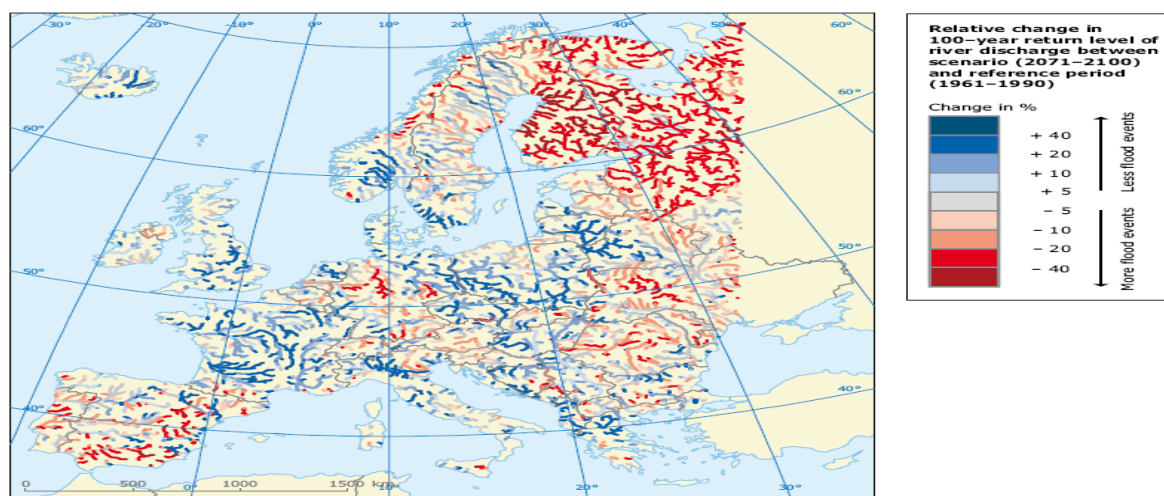 -30° -20° -10° 0° 10° 20° 30° 40° 50° 60°
60°
60°
50°
50°
40°
40°
0° 10° 20° 30°
0 500 1000 1500 km
Relative change in
100−year return level of
river discharge between
scenario (2071−2100)
and reference period
(1961−1990)
Change in %
+ 40
+ 20
+ 10
+ 5
− 5
− 10
− 20
− 40
Less flood events
More flood events